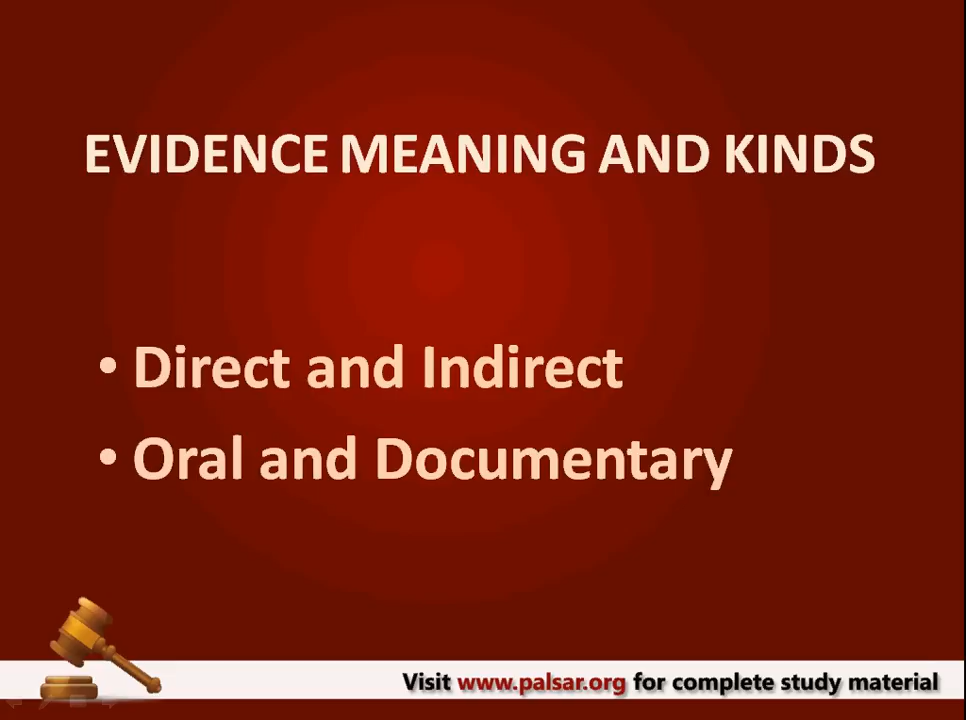 EVIDENCE MEANING AND KINDS
• Direct and Indirect
• Oral and Documentary
Visit www.palsar.org for complete study material